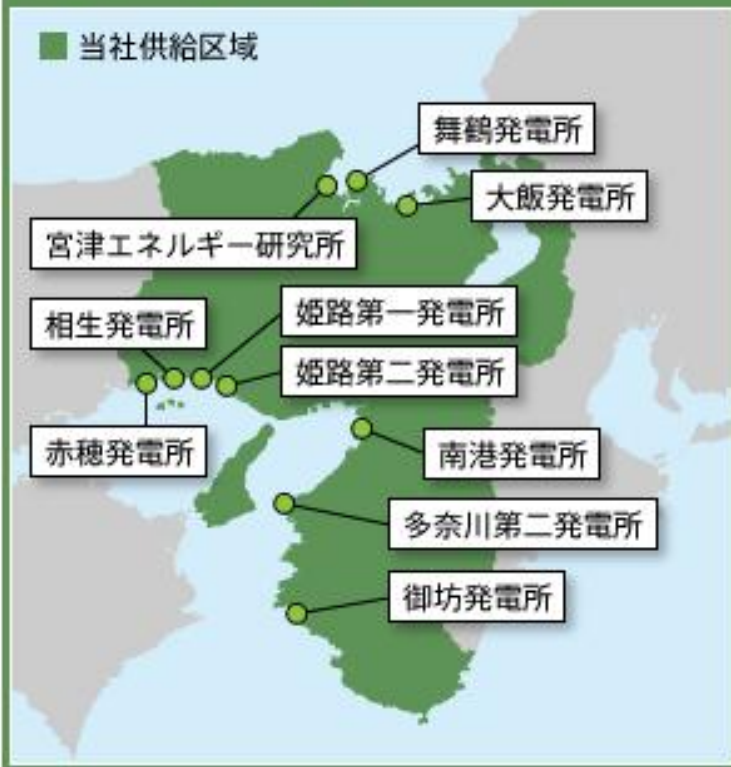 当社供給区域
舞鶴発電所
大飯発電所
宮津エネルギー研究所
相生発電所
姫路第一発電所
姫路第二発電所
赤穂発電所
南港発電所
多奈川第二発電所
御坊発電所